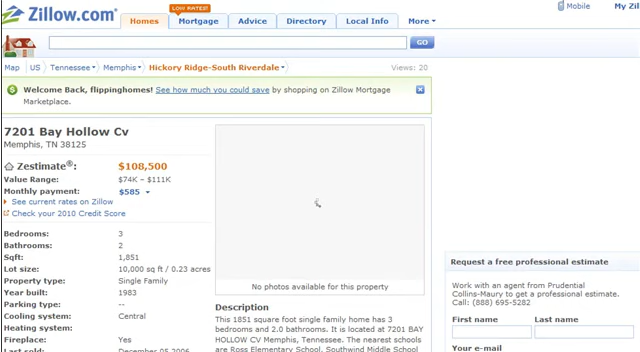 Zillow.com®
Homes
LOW RATES!
Mortgage
Advice
Directory
Local Info
More
Mobile
My Zil
GO
Map
US
Tennessee
Memphis
Hickory Ridge-South Riverdale
Views: 20
Welcome Back, flippinghomes! See how much you could save by shopping on Zillow Mortgage
Marketplace.
7201 Bay Hollow Cv
Memphis, TN 38125
Zestimate®: $108,500
Value Range: $74K – $111K
Monthly payment: $585
See current rates on Zillow
Check your 2010 Credit Score
Bedrooms: 3
Bathrooms: 2
Sqft: 1,851
Lot size: 10,000 sq ft / 0.23 acres
Property type: Single Family
Year built: 1983
Parking type: --
Cooling system: Central
Heating system:
Fireplace: Yes
Last sold: December 05 2006
No photos available for this property
Description
This 1851 square foot single family home has 3
bedrooms and 2.0 bathrooms. It is located at 7201 BAY
HOLLOW CV Memphis, Tennessee. The nearest schools
are Ross Elementary School, Southwind Middle School
Request a free professional estimate
Work with an agent from Prudential
Collins-Maury to get a professional estimate.
Call: (888) 695-5282
First name
Last name
Your e-mail